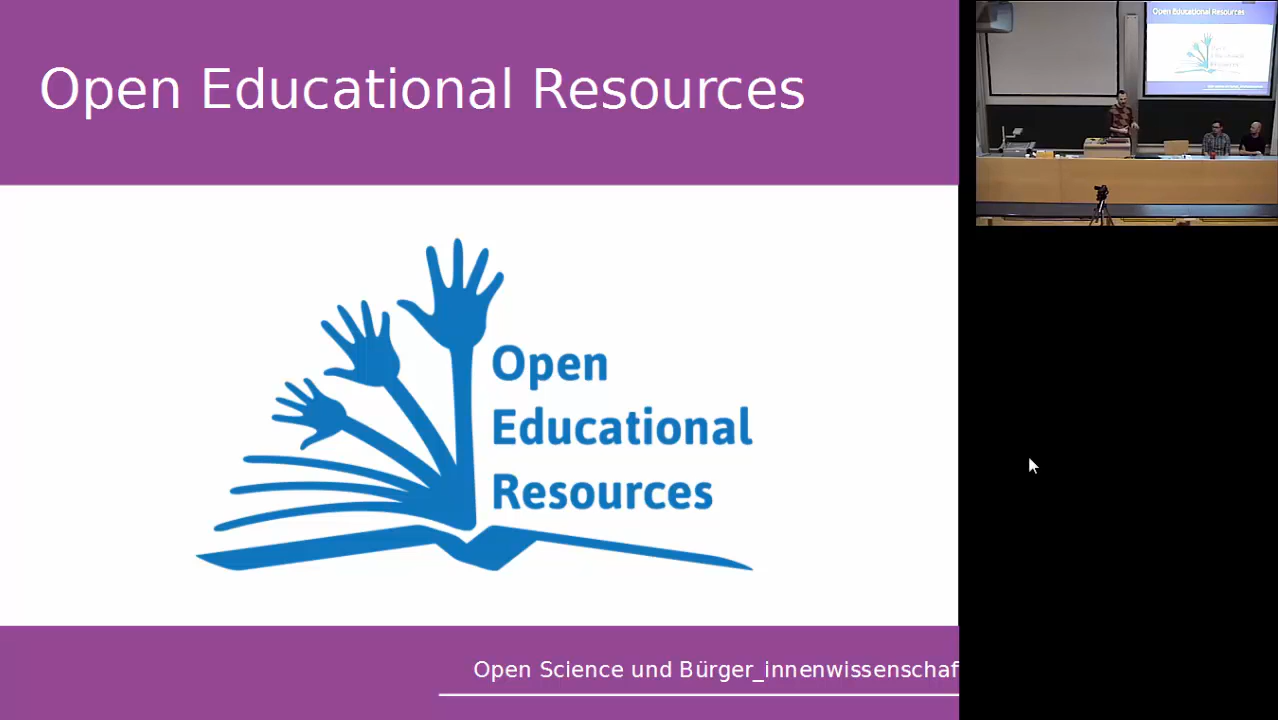 Open Educational Resources
Open
Educational
Resources
Open Science und Bürger_innenwissenschaf
Open Educational Resources